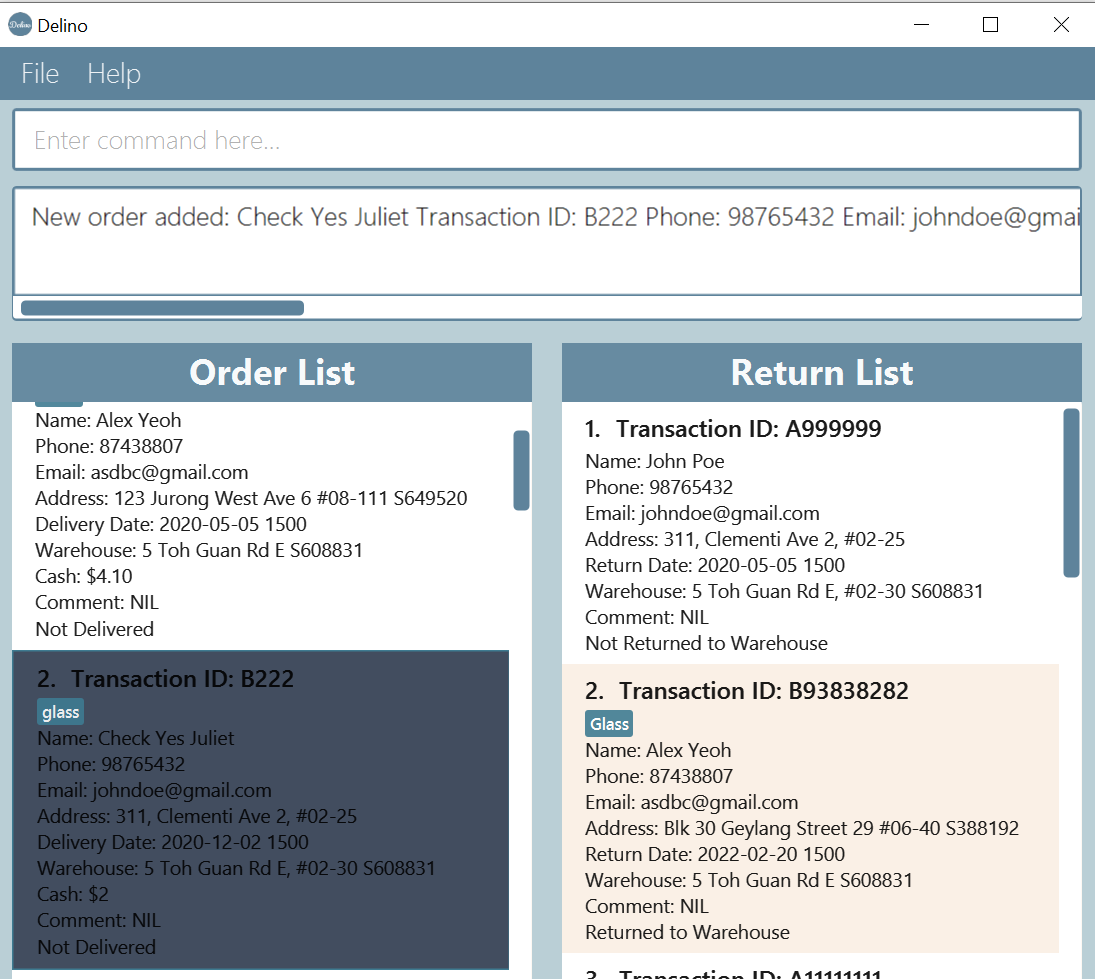 Delino
File Help
Enter command here...
New order added: Check Yes Juliet Transaction ID: B222 Phone: 98765432 Email: johndoe@gmai
Order List
Name: Alex Yeoh
Phone: 87438807
Email: asdbc@gmail.com
Address: 123 Jurong West Ave 6 #08-111 S649520
Delivery Date: 2020-05-05 1500
Warehouse: 5 Toh Guan Rd E S608831
Cash: $4.10
Comment: NIL
Not Delivered
2. Transaction ID: B222
glass
Name: Check Yes Juliet
Phone: 98765432
Email: johndoe@gmail.com
Address: 311, Clementi Ave 2, #02-25
Delivery Date: 2020-12-02 1500
Warehouse: 5 Toh Guan Rd E, #02-30 S608831
Cash: $2
Comment: NIL
Not Delivered
Return List
1. Transaction ID: A999999
Name: John Poe
Phone: 98765432
Email: johndoe@gmail.com
Address: 311, Clementi Ave 2, #02-25
Return Date: 2020-05-05 1500
Warehouse: 5 Toh Guan Rd E, #02-30 S608831
Comment: NIL
Not Returned to Warehouse
2. Transaction ID: B93838282
Glass
Name: Alex Yeoh
Phone: 87438807
Email: asdbc@gmail.com
Address: Blk 30 Geylang Street 29 #06-40 S388192
Return Date: 2022-02-20 1500
Warehouse: 5 Toh Guan Rd E S608831
Comment: NIL
Returned to Warehouse
3. Transaction ID: A11111111